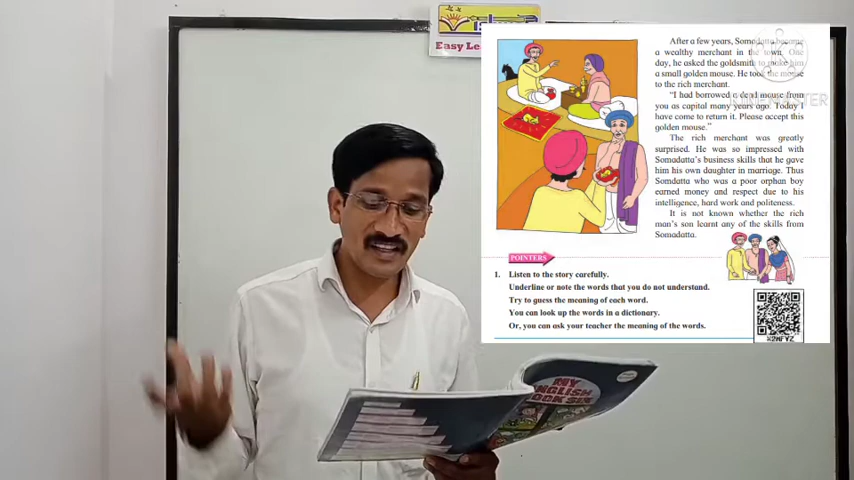 Easy Lea
After a few years, Somadatta became
a wealthy merchant in the town. One
day, he asked the goldsmith to make him
a small golden mouse. He took the mouse
to the rich merchant.
"I had borrowed a dead mouse from
you as capital many years ago. Today I
have come to return it. Please accept this
golden mouse."
The rich merchant was greatly
surprised. He was so impressed with
Somadatta's business skills that he gave
him his own daughter in marriage. Thus
Somdatta who was a poor orphan boy
earned money and respect due to his
intelligence, hard work and politeness.
It is not known whether the rich
man's son learnt any of the skills from
Somadatta.
KINEMASTER
POINTERS
1. Listen to the story carefully.
Underline or note the words that you do not understand.
Try to guess the meaning of each word.
You can look up the words in a dictionary.
Or, you can ask your teacher the meaning of the words.
X2NFYZ
MY
ENGLISH
BOOK SIX